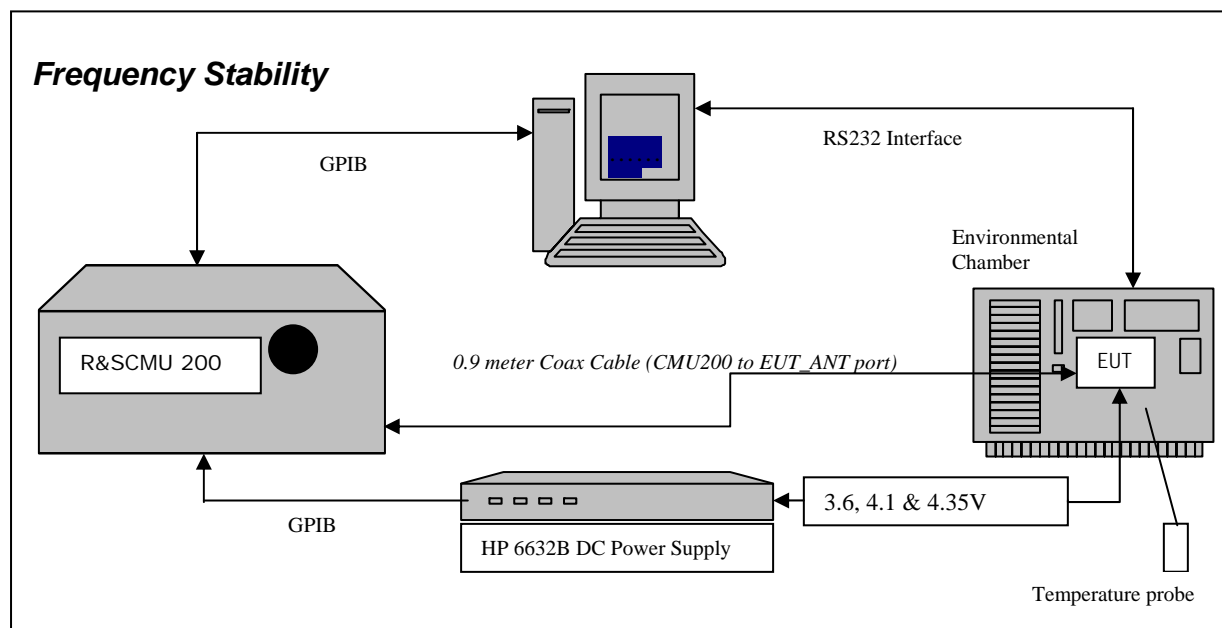 Frequency Stability
GPIB
RS232 Interface
Environmental
Chamber
R&SCMU 200
0.9 meter Coax Cable (CMU200 to EUT_ANT port)
EUT
3.6, 4.1 & 4.35V
GPIB
HP 6632B DC Power Supply
Temperature probe